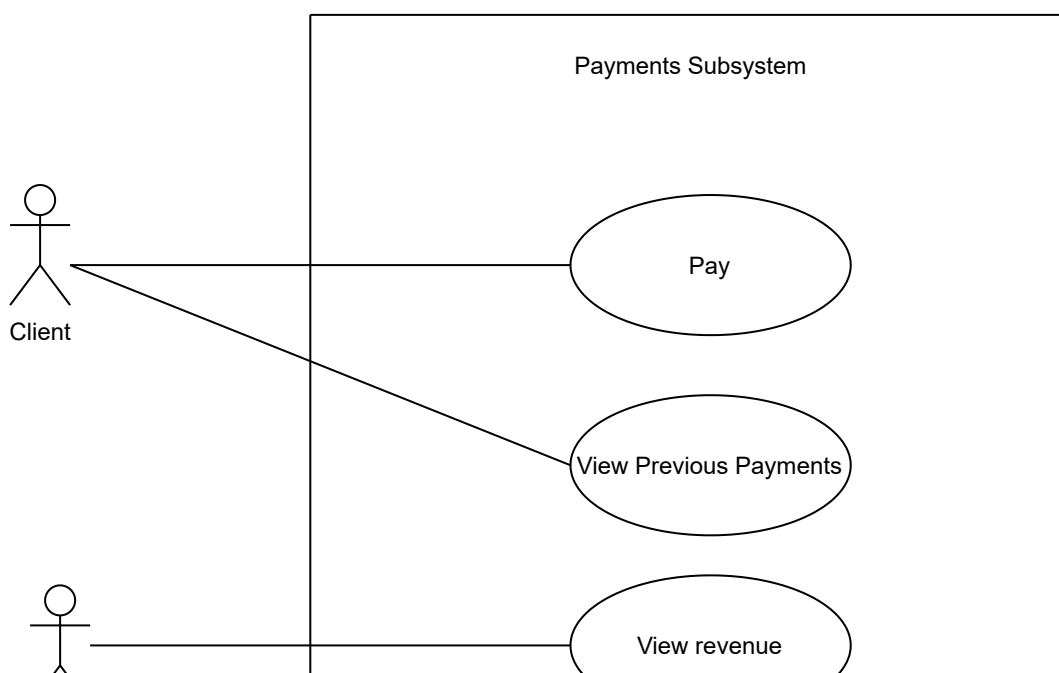 Payments Subsystem
Pay
Client
View Previous Payments
View revenue